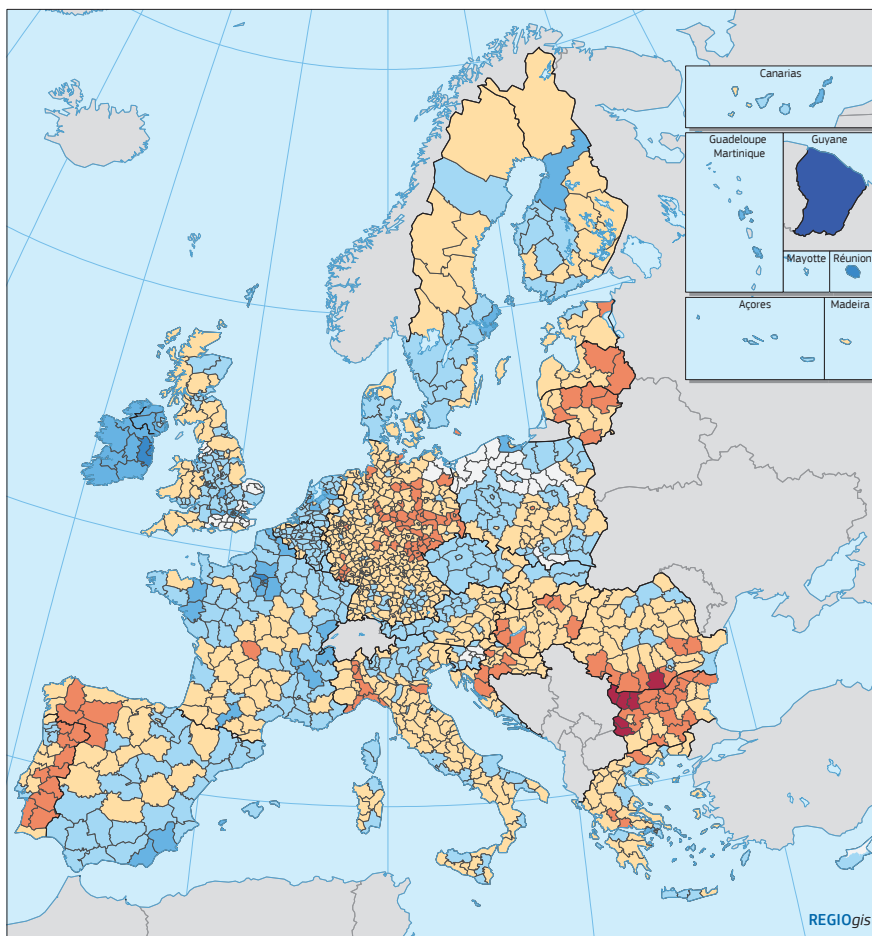 Canarias
Guadeloupe
Martinique
Guyane
Mayotte
Réunion
Açores
Madeira
REGIOgis